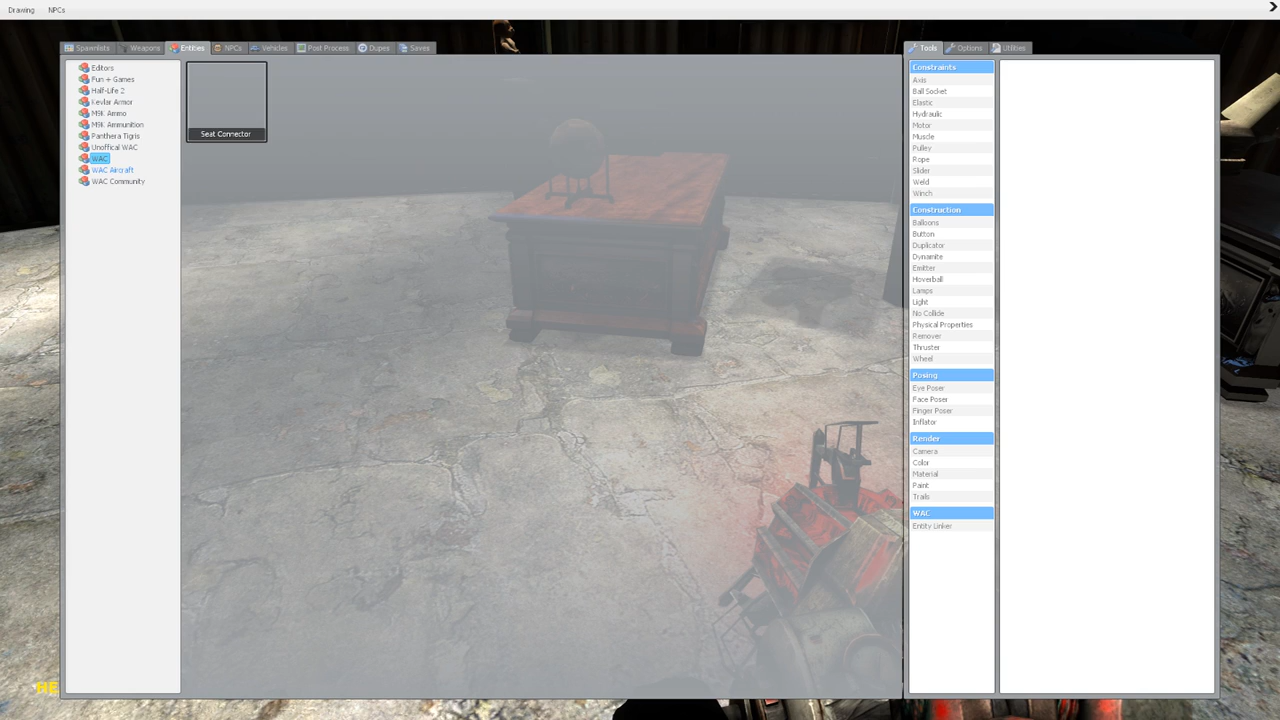 Drawing NPCs
Spawnlists Weapons Entities NPCs Vehicles Post Process Dupes Saves
Editors
Fun + Games
Half-Life 2
Kevlar Armor
M9K Ammo
M9K Ammunition
Panthera Tigris
Unoffical WAC
WAC
WAC Aircraft
WAC Community
Seat Connector
Tools Options Utilities
Constraints
Axis
Ball Socket
Elastic
Hydraulic
Motor
Muscle
Pulley
Rope
Slider
Weld
Winch
Construction
Balloons
Button
Duplicator
Dynamite
Emitter
Hoverball
Lamps
Light
No Collide
Physical Properties
Remover
Thruster
Wheel
Posing
Eye Poser
Face Poser
Finger Poser
Inflator
Render
Camera
Color
Material
Paint
Trails
WAC
Entity Linker